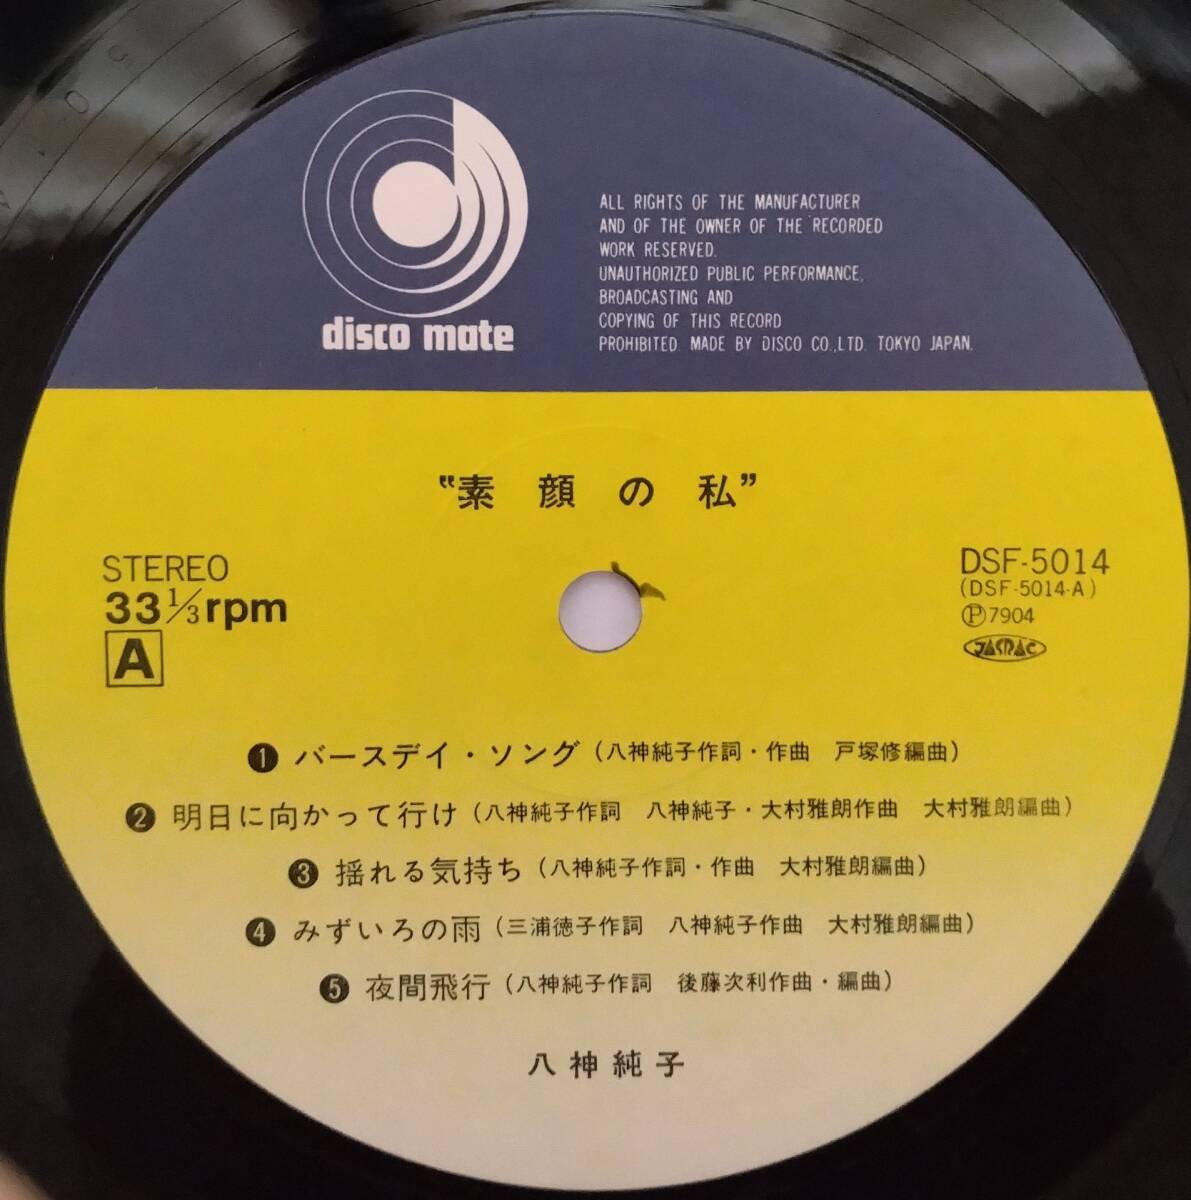 disco mate
ALL RIGHTS OF THE MANUFACTURER
AND OF THE OWNER OF THE RECORDED
WORK RESERVED.
UNAUTHORIZED PUBLIC PERFORMANCE,
BROADCASTING AND
COPYING OF THIS RECORD
PROHIBITED. MADE BY DISCO CO.,LTD. TOKYO JAPAN.
“素顔の私”
STEREO
33 1/3 rpm
A
DSF-5014
(DSF-5014-A)
Ⓟ7904
JASRAC
❶ バースデイ・ソング（八神純子作詞・作曲　戸塚修編曲）
❷ 明日に向かって行け（八神純子作詞　八神純子・大村雅朗作曲　大村雅朗編曲）
❸ 揺れる気持ち（八神純子作詞・作曲　大村雅朗編曲）
❹ みずいろの雨（三浦徳子作詞　八神純子作曲　大村雅朗編曲）
❺ 夜間飛行（八神純子作詞　後藤次利作曲・編曲）
八神純子